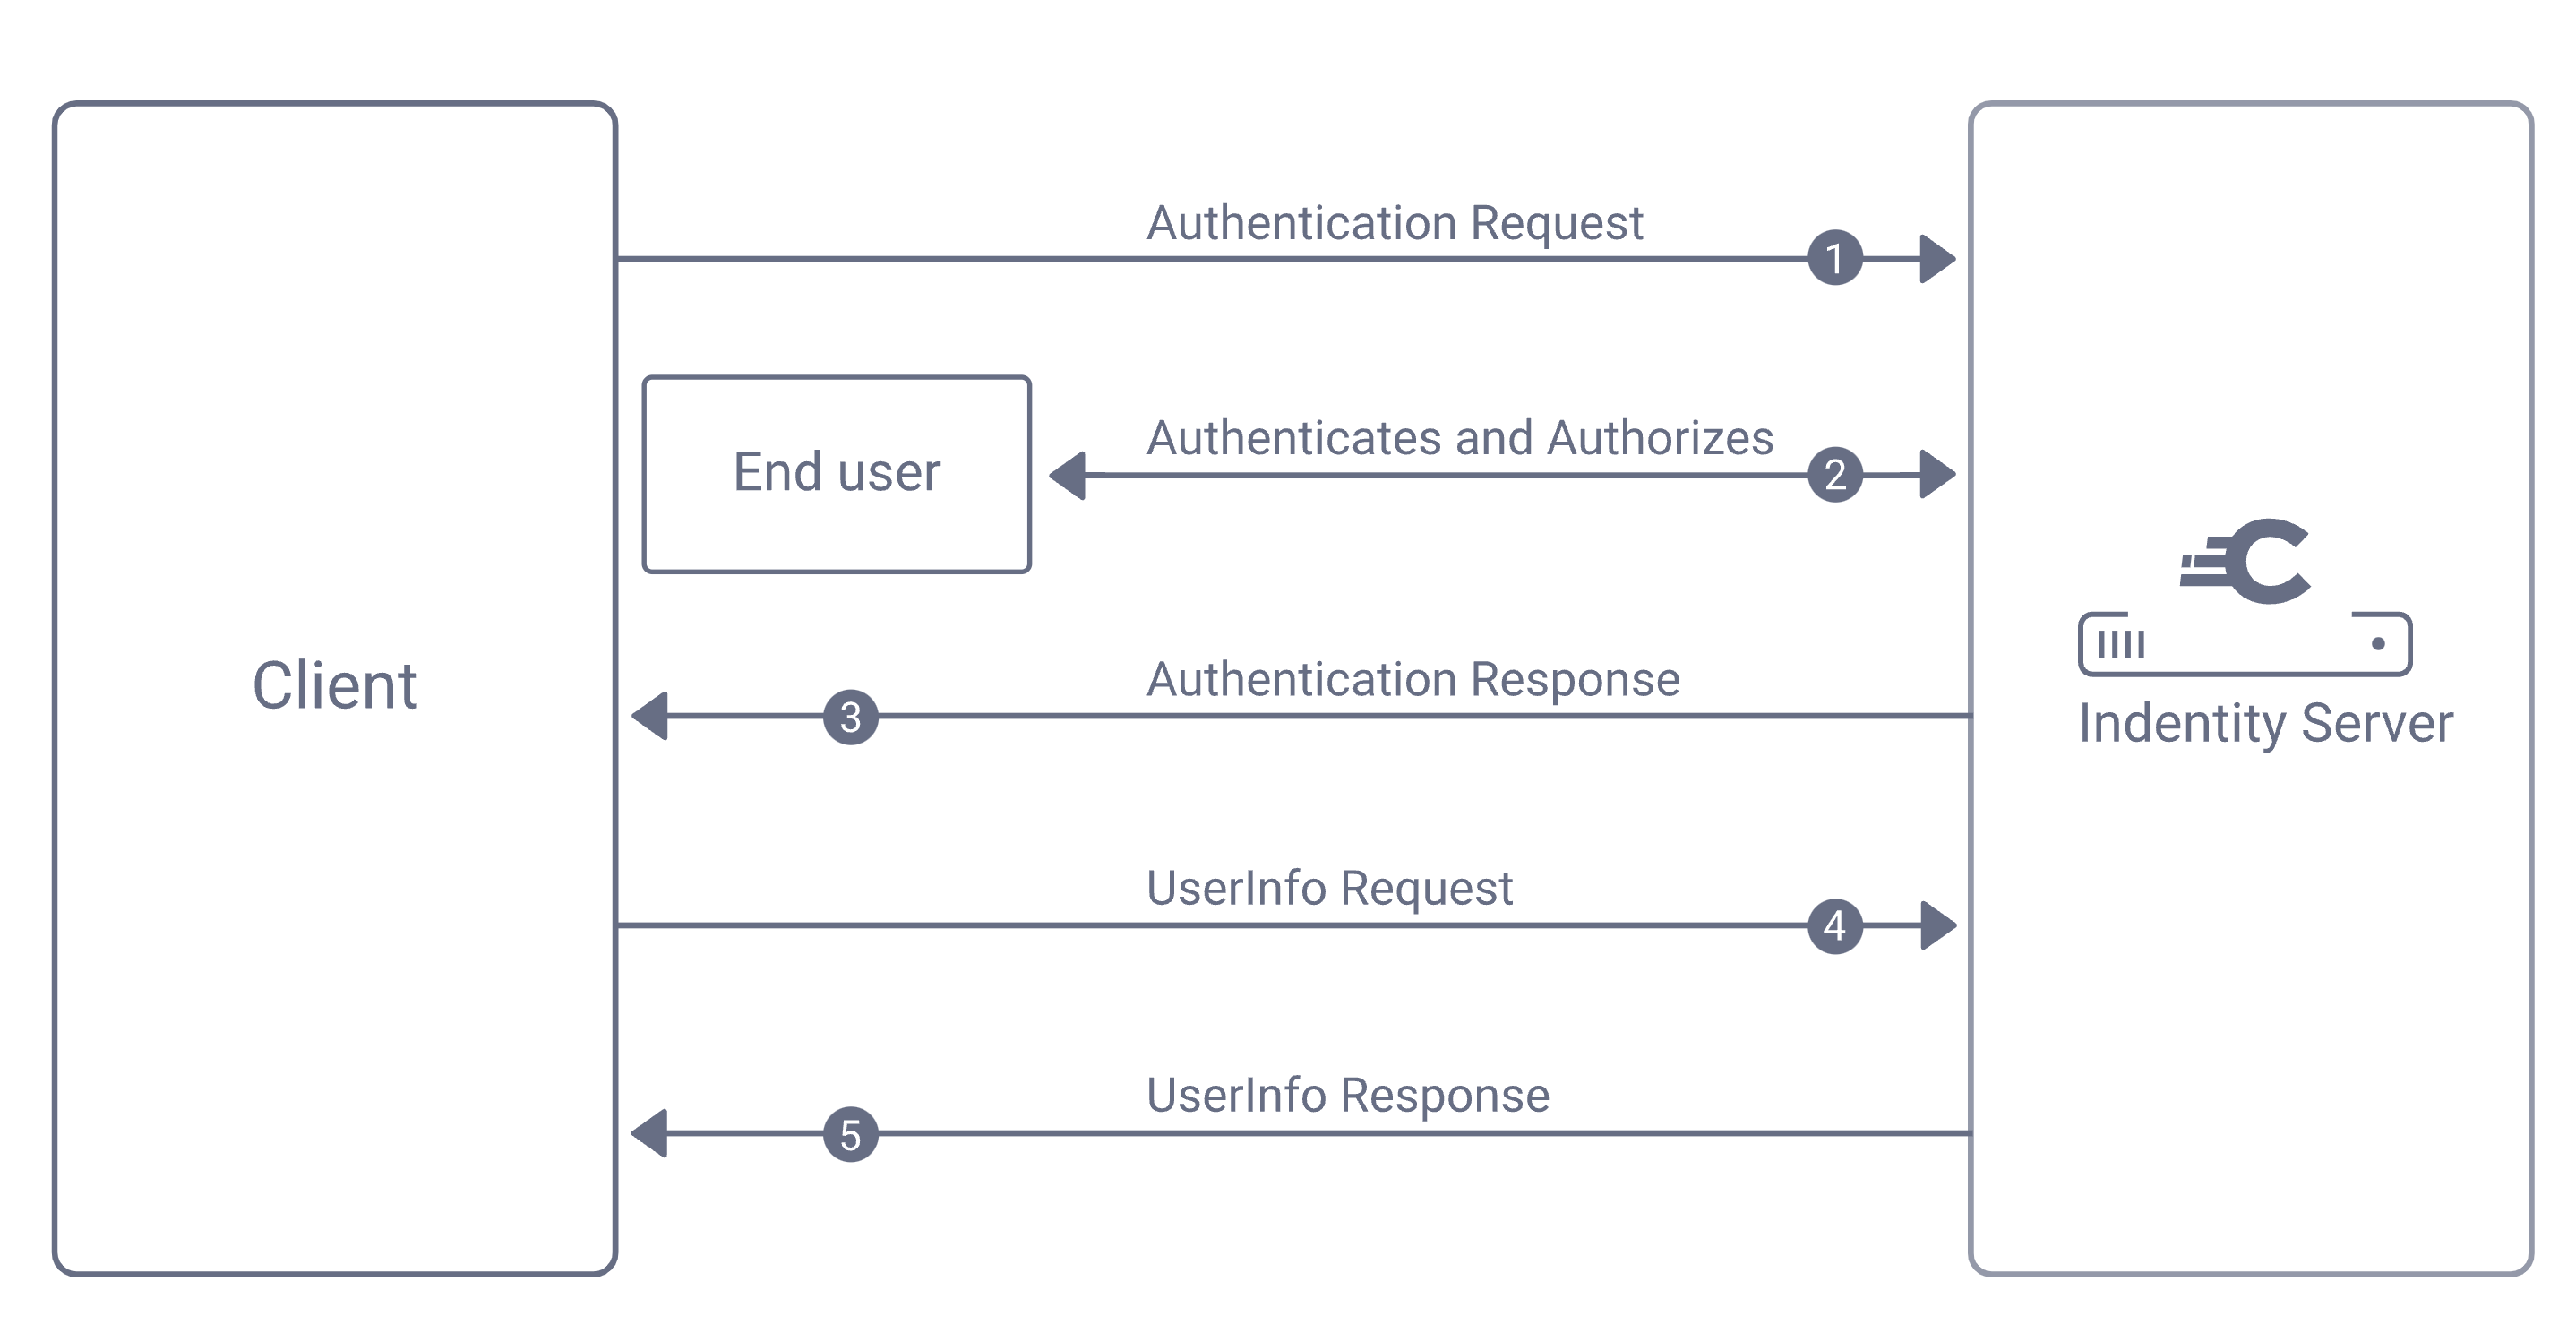 Authentication Request
1
End user
Authenticates and Authorizes
2
Client
Authentication Response
3
Indentity Server
UserInfo Request
4
UserInfo Response
5